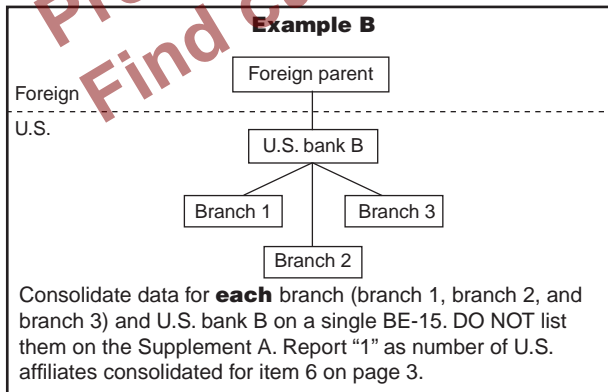 Example B
Foreign parent
Foreign
U.S.
U.S. bank B
Branch 1
Branch 3
Branch 2
Consolidate data for each branch (branch 1, branch 2, and
branch 3) and U.S. bank B on a single BE-15. DO NOT list
them on the Supplement A. Report “1” as number of U.S.
affiliates consolidated for item 6 on page 3.
Find